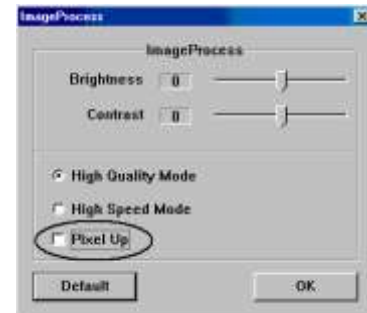 ImageProcess
ImageProcess
Brightness 0
Contrast 0
High Quality Mode
High Speed Mode
Pixel Up
Default OK